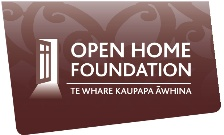 OPEN HOME
FOUNDATION
TE WHARE KAUPAPA ĀWHINA